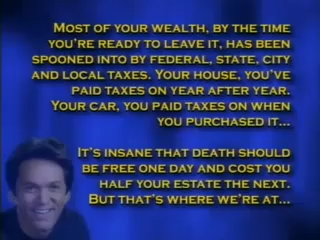 MOST OF YOUR WEALTH, BY THE TIME
YOU'RE READY TO LEAVE IT, HAS BEEN
SPOONED INTO BY FEDERAL, STATE, CITY
AND LOCAL TAXES. YOUR HOUSE, YOU'VE
PAID TAXES ON YEAR AFTER YEAR.
YOUR CAR, YOU PAID TAXES ON WHEN
YOU PURCHASED IT...
IT'S INSANE THAT DEATH SHOULD
BE FREE ONE DAY AND COST YOU
HALF YOUR ESTATE THE NEXT.
BUT THAT'S WHERE WE'RE AT...